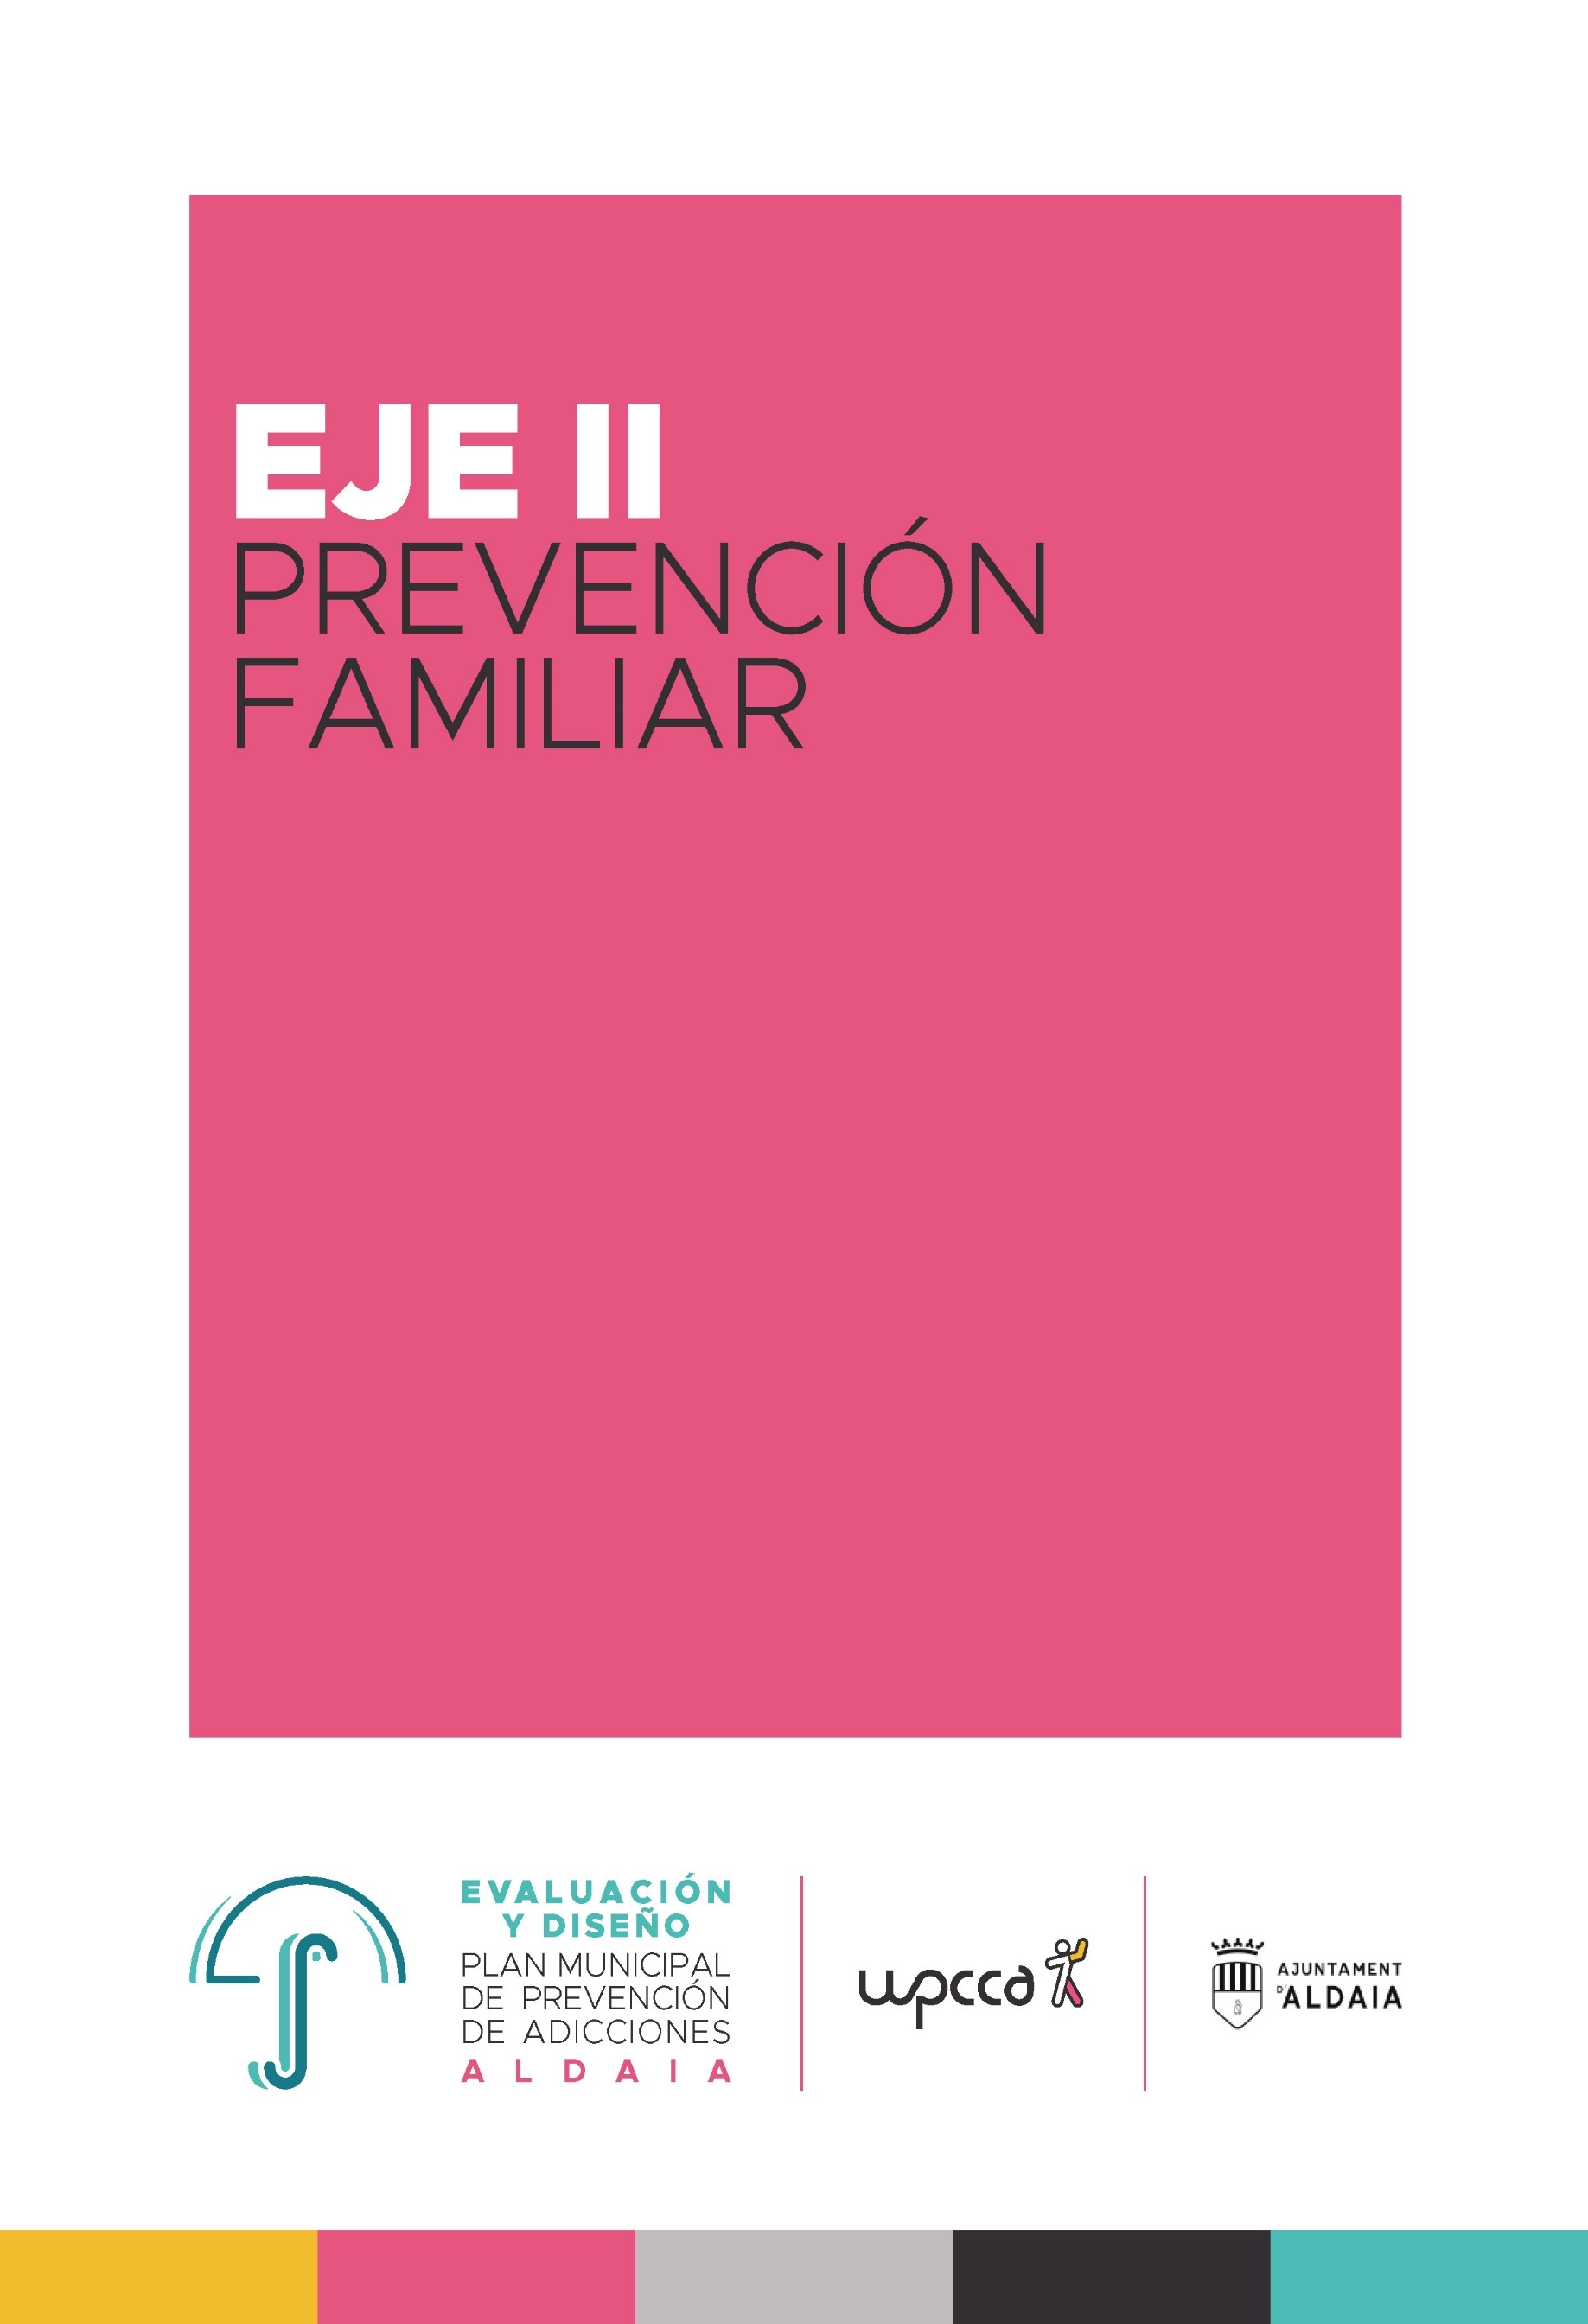 EJE II
PREVENCIÓN
FAMILIAR
EVALUACIÓN
Y DISEÑO
PLAN MUNICIPAL
DE PREVENCIÓN
DE ADICCIONES
ALDAIA
upcca
AJUNTAMENT
D'ALDAIA